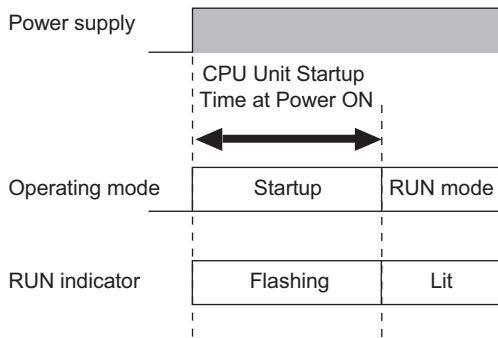 Power supply
CPU Unit Startup
Time at Power ON
Operating mode
Startup
RUN mode
RUN indicator
Flashing
Lit